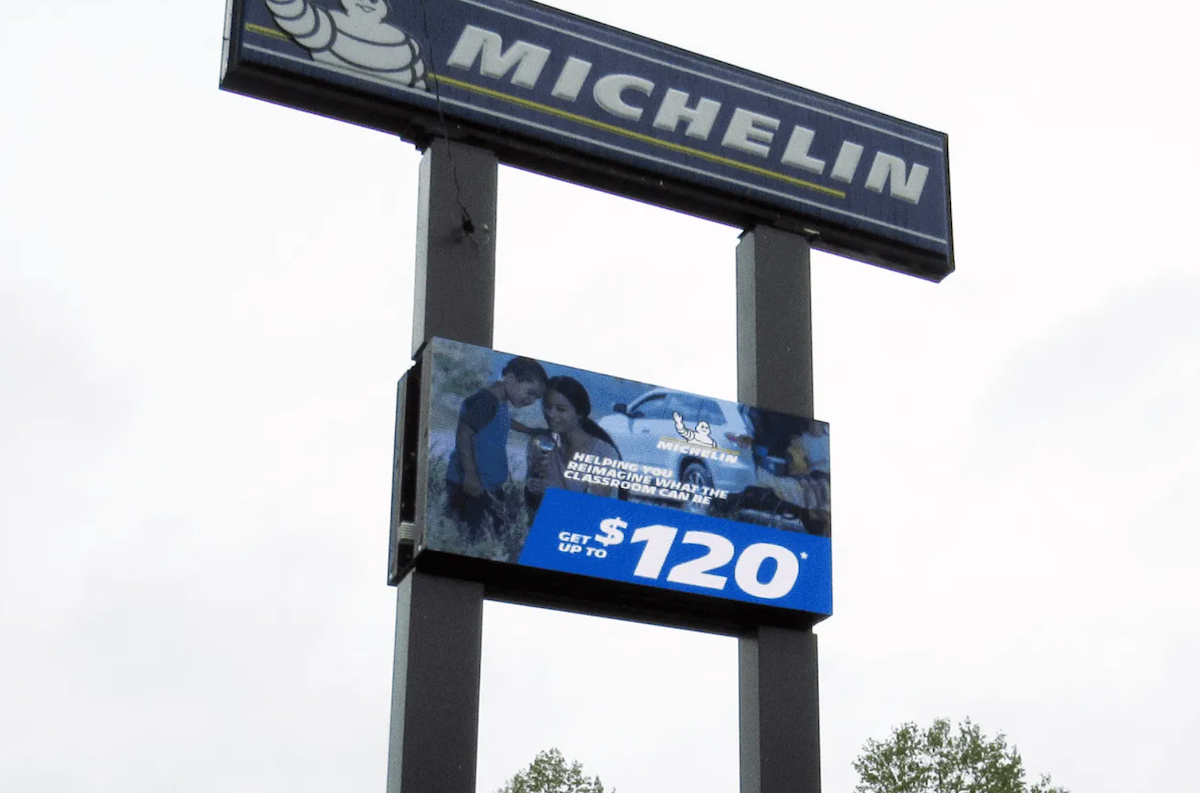 MICHELIN
MICHELIN
HELPING YOU
REIMAGINE WHAT THE
CLASSROOM CAN BE
GET
UP TO
$120*